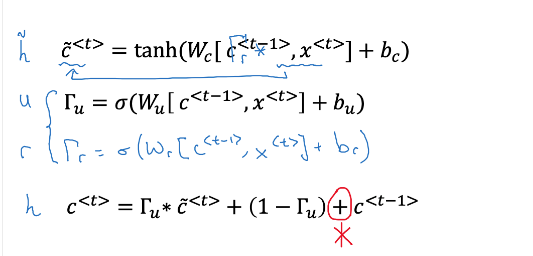 h̃ c̃<t> = tanh(Wc[ Γr * c<t−1>, x<t>] + bc)
u Γu = σ(Wu[ c<t−1>, x<t>] + bu)
r Γr = σ(Wr[c<t-1>, x<t>] + br)
h c<t> = Γu* c̃<t> + (1 − Γu) + c<t−1>
*